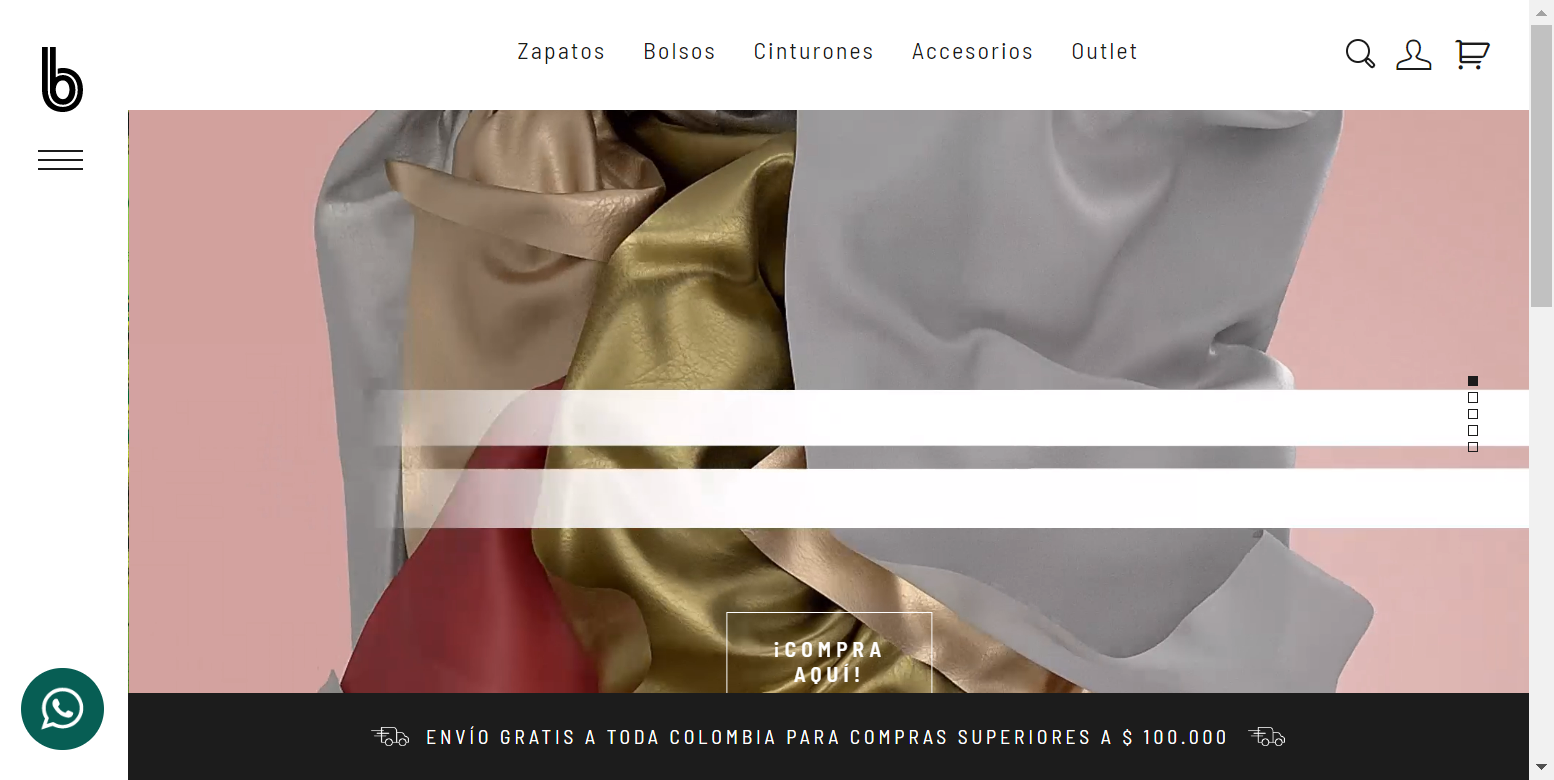 b
Zapatos Bolsos Cinturones Accesorios Outlet
¡COMPRA
AQUÍ!
ENVÍO GRATIS A TODA COLOMBIA PARA COMPRAS SUPERIORES A $ 100.000